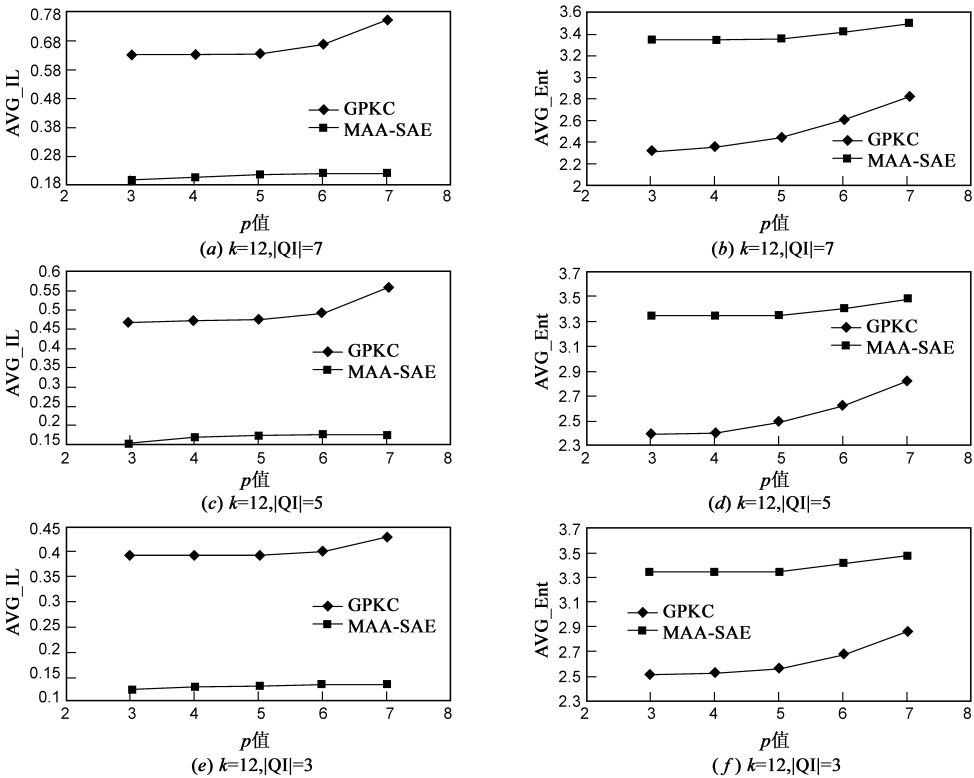 AVG_IL
0.78
0.68
0.58
0.48
0.38
0.28
0.18
GPKC
MAA-SAE
2 3 4 5 6 7 8
p值
(a) k=12,|QI|=7
AVG_Ent
3.6
3.4
3.2
3
2.8
2.6
2.4
2.2
2
GPKC
MAA-SAE
2 3 4 5 6 7 8
p值
(b) k=12,|QI|=7
AVG_IL
0.6
0.55
0.5
0.45
0.4
0.35
0.3
0.25
0.2
0.15
GPKC
MAA-SAE
2 3 4 5 6 7 8
p值
(c) k=12,|QI|=5
AVG_Ent
3.7
3.5
3.3
3.1
2.9
2.7
2.5
2.3
GPKC
MAA-SAE
2 3 4 5 6 7 8
p值
(d) k=12,|QI|=5
AVG_IL
0.45
0.4
0.35
0.3
0.25
0.2
0.15
0.1
GPKC
MAA-SAE
2 3 4 5 6 7 8
p值
(e) k=12,|QI|=3
AVG_Ent
3.7
3.5
3.3
3.1
2.9
2.7
2.5
2.3
GPKC
MAA-SAE
2 3 4 5 6 7 8
p值
(f) k=12,|QI|=3